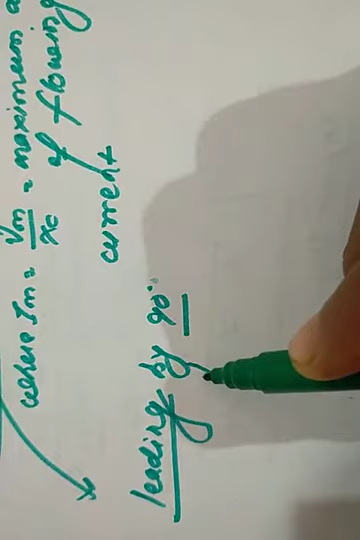 where Im = Vm/Xc = maximum
of flowing
current
leading by 90°